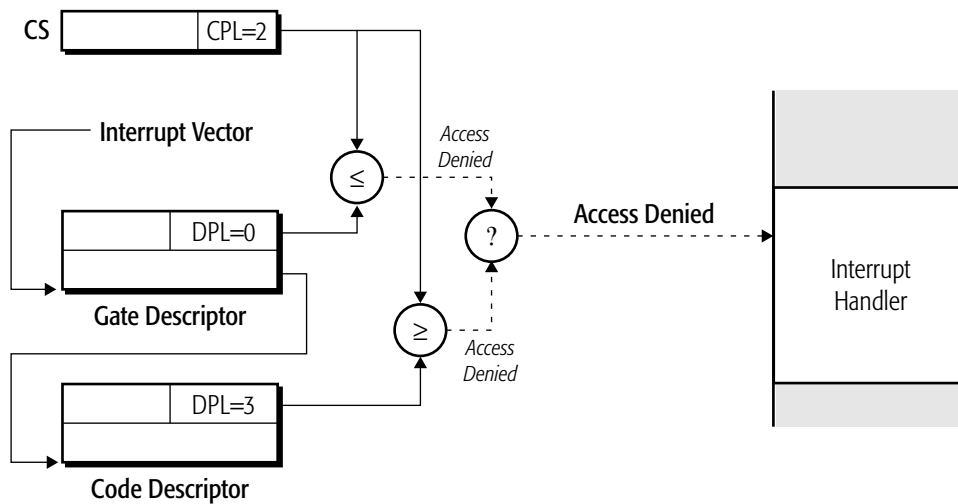 CS
CPL=2
Interrupt Vector
Access
Denied
≤
DPL=0
?
Access Denied
Interrupt
Handler
Gate Descriptor
≥
Access
Denied
DPL=3
Code Descriptor